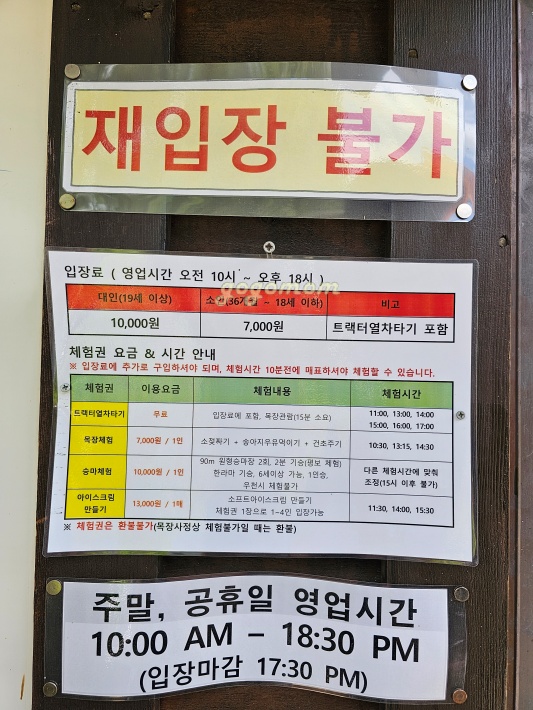 재입장 불가
입장료 ( 영업시간 오전 10시 ~ 오후 18시 )
대인(19세 이상) ~ 18세 이하) 비고
10,000원 7,000원 트랙터열차타기 포함
gogomom
체험권 요금 & 시간 안내
※ 입장료에 추가로 구입하셔야 되며, 체험시간 10분전에 매표하셔야 체험할 수 있습니다.
체험권 이용요금 체험내용 체험시간
트랙터열차타기 무료 입장료에 포함, 목장관람(15분 소요) 11:00, 13:00, 14:00
15:00, 16:00, 17:00
목장체험 7,000원 / 1인 소젖짜기 + 송아지우유먹이기 + 건초주기 10:30, 13:15, 14:30
승마체험 10,000원 / 1인 90m 원형승마장 2회, 2분 기승(평보 체험)
한라마 기승, 6세이상 가능, 1인승,
우천시 체험불가
다른 체험시간에 맞춰
조정(15시 이후 불가)
아이스크림
만들기
13,000원 / 1매 소프트아이스크림 만들기
체험권 1장으로 1~4인 입장가능
11:30, 14:00, 15:30
※ 체험권은 환불불가(목장사정상 체험불가일 때는 환불)
주말, 공휴일 영업시간
10:00 AM - 18:30 PM
(입장마감 17:30 PM)